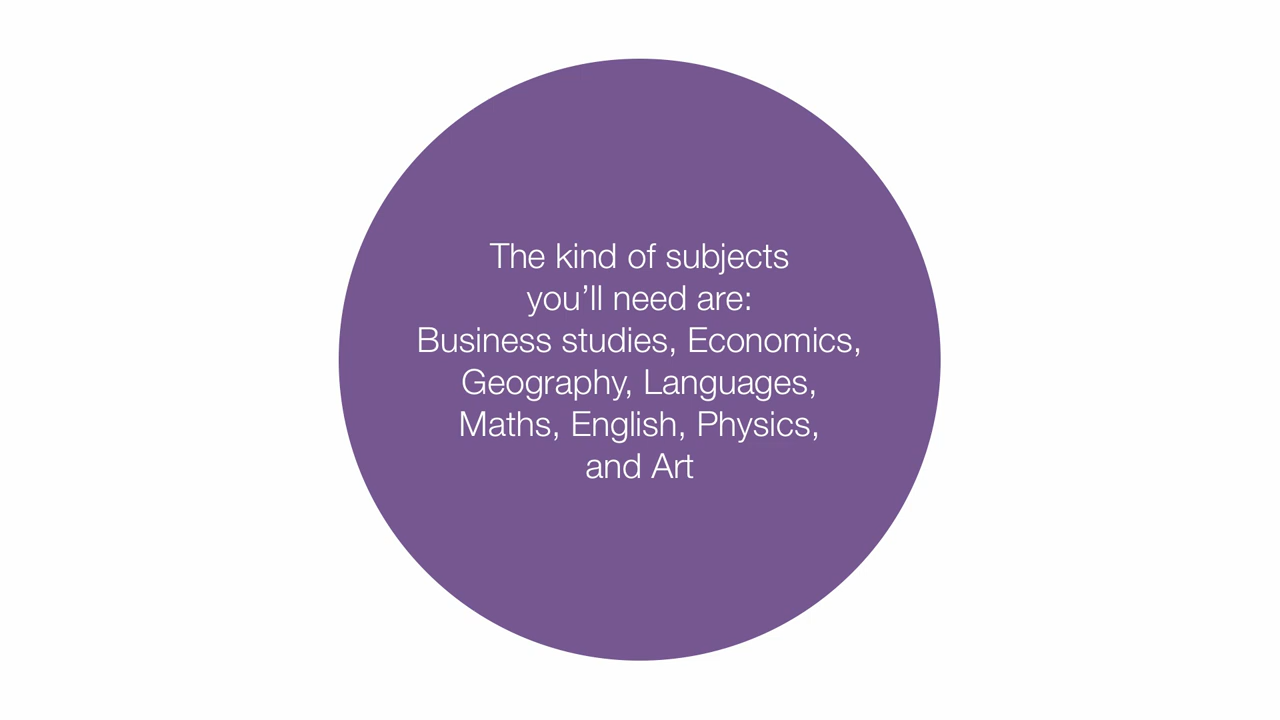 The kind of subjects
you’ll need are:
Business studies, Economics,
Geography, Languages,
Maths, English, Physics,
and Art